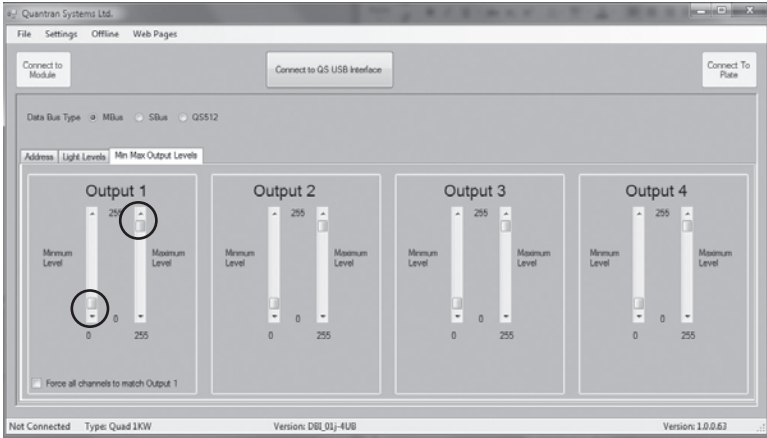 Quantran Systems Ltd.
File Settings Offline Web Pages
Connect to Module
Connect to QS USB Interface
Connect To Plate
Data Bus Type MBus SBus QS512
Address Light Levels Min Max Output Levels
Output 1
255
Minimum Level
Maximum Level
0
0 255
Force all channels to match Output 1
Output 2
255
Minimum Level
Maximum Level
0
0 255
Output 3
255
Minimum Level
Maximum Level
0
0 255
Output 4
255
Minimum Level
Maximum Level
0
0 255
Not Connected Type: Quad 1KW Version: DBI_01j-4UB Version: 1.0.0.63